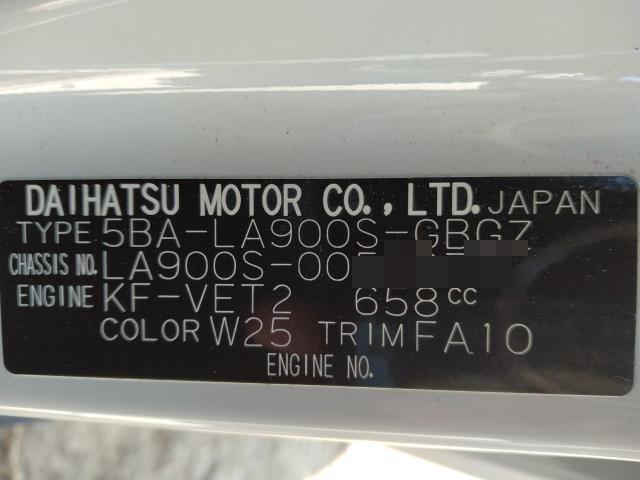 DAIHATSU MOTOR CO., LTD. JAPAN
TYPE 5BA-LA900S-GBGZ
CHASSIS NO. LA900S-00
ENGINE KF-VET2 658cc
COLOR W25 TRIM FA10
ENGINE NO.